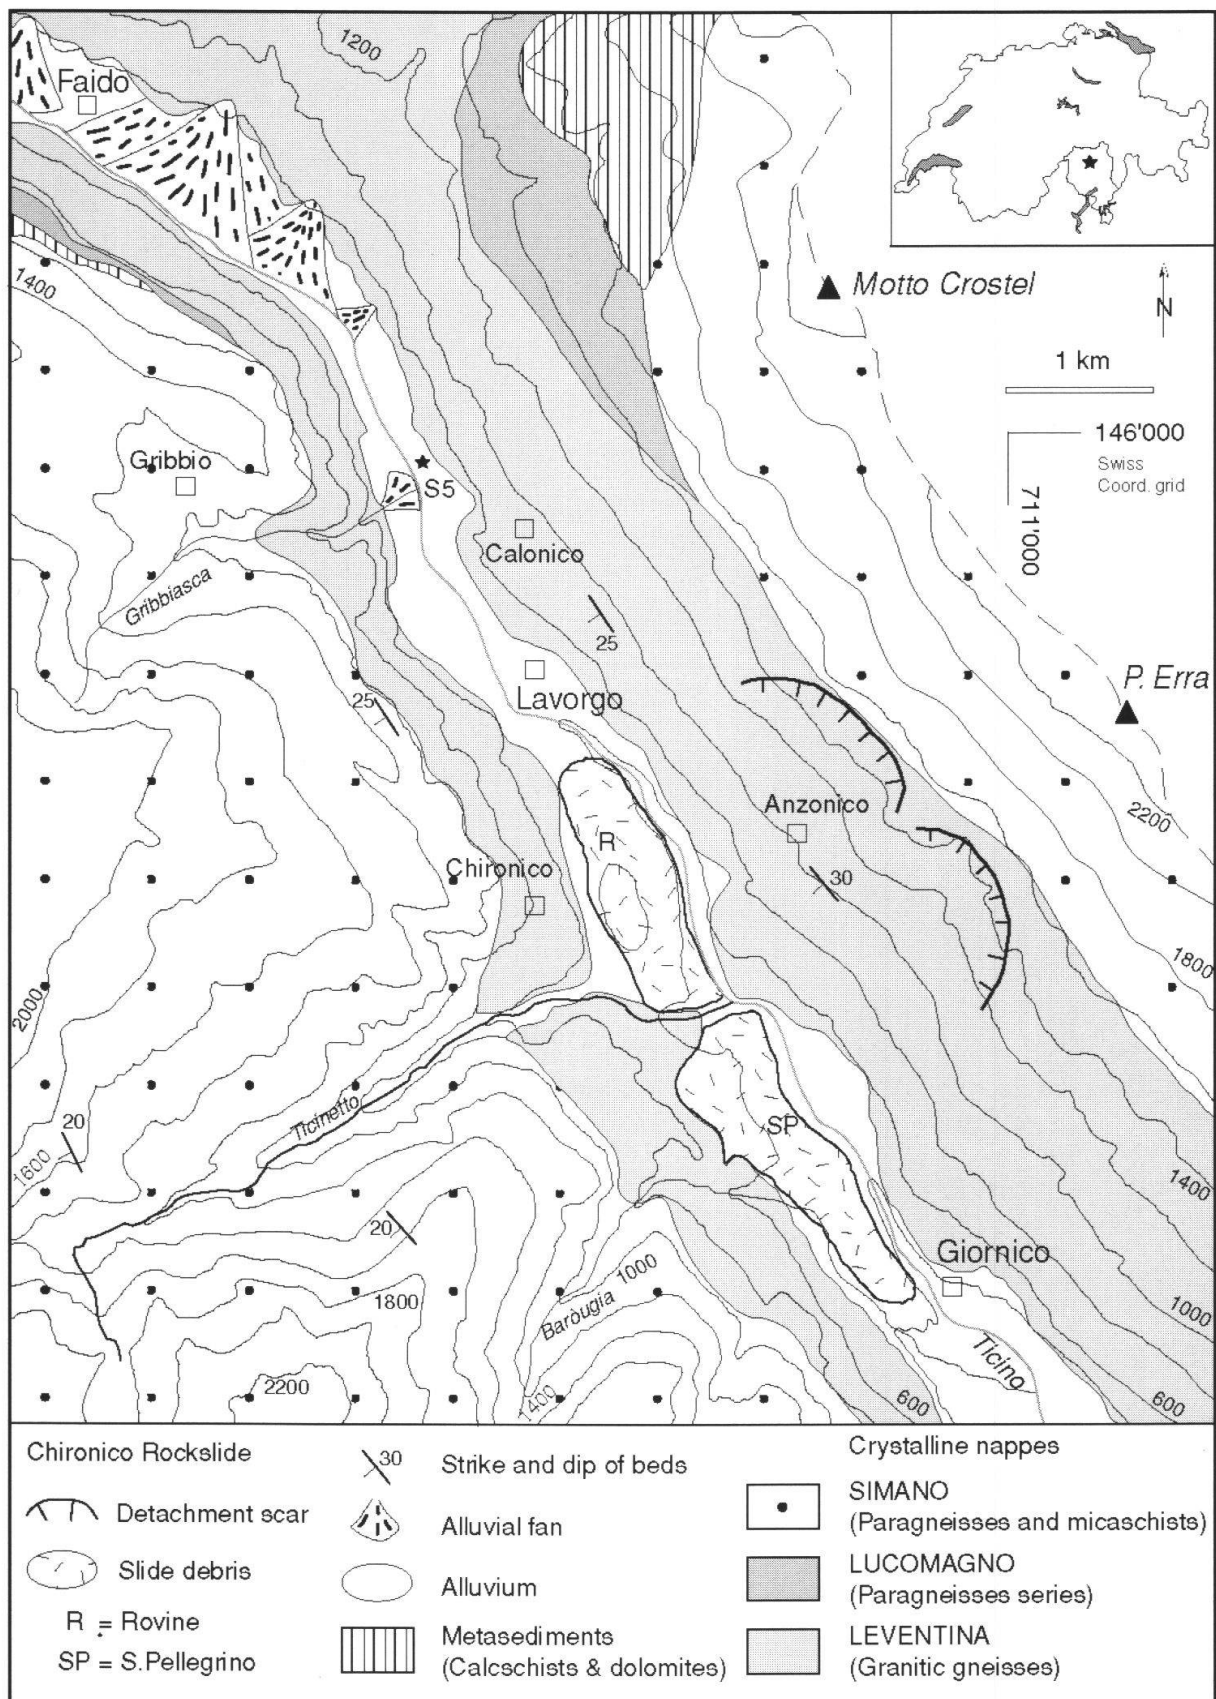 1200
Faido
1400
Motto Crostel
N
1 km
146'000
Swiss
Coord. grid
711'000
Gribbio
S5
Calonico
Gribbiasca
25
Lavorgo
25
P. Erra
2200
Anzonico
R
Chironico
30
1800
2000
Ticinetto
SP
20
1600
1400
20
Giornico
1000
1800
Baròugia
1000
Ticino
2200
1400
600
600
Chironico Rockslide
Detachment scar
Slide debris
R = Rovine
SP = S.Pellegrino
30
Strike and dip of beds
Alluvial fan
Alluvium
Metasediments
(Calcschists & dolomites)
Crystalline nappes
SIMANO
(Paragneisses and micaschists)
LUCOMAGNO
(Paragneisses series)
LEVENTINA
(Granitic gneisses)